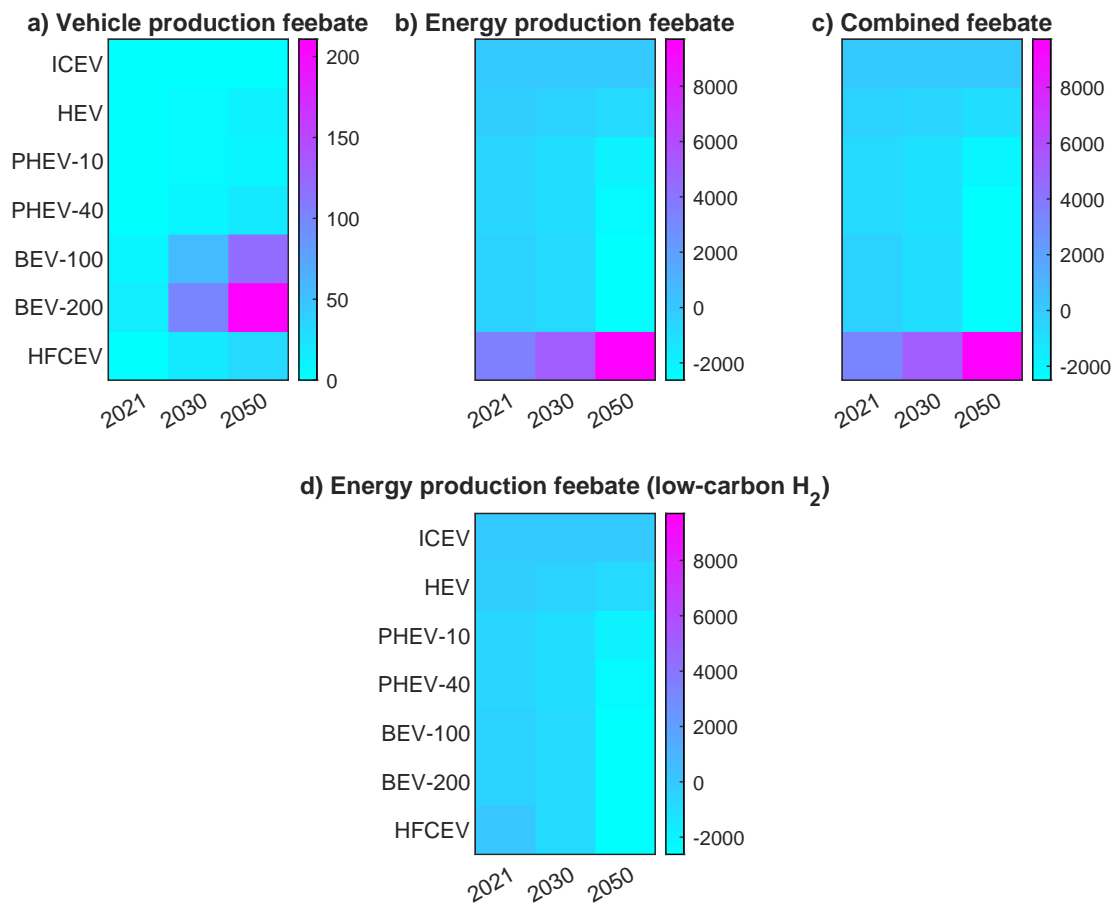 a) Vehicle production feebate
ICEV
HEV
PHEV-10
PHEV-40
BEV-100
BEV-200
HFCEV
2021
2030
2050
200
150
100
50
0
b) Energy production feebate
2021
2030
2050
8000
6000
4000
2000
0
-2000
c) Combined feebate
2021
2030
2050
8000
6000
4000
2000
0
-2000
d) Energy production feebate (low-carbon H2)
ICEV
HEV
PHEV-10
PHEV-40
BEV-100
BEV-200
HFCEV
2021
2030
2050
8000
6000
4000
2000
0
-2000